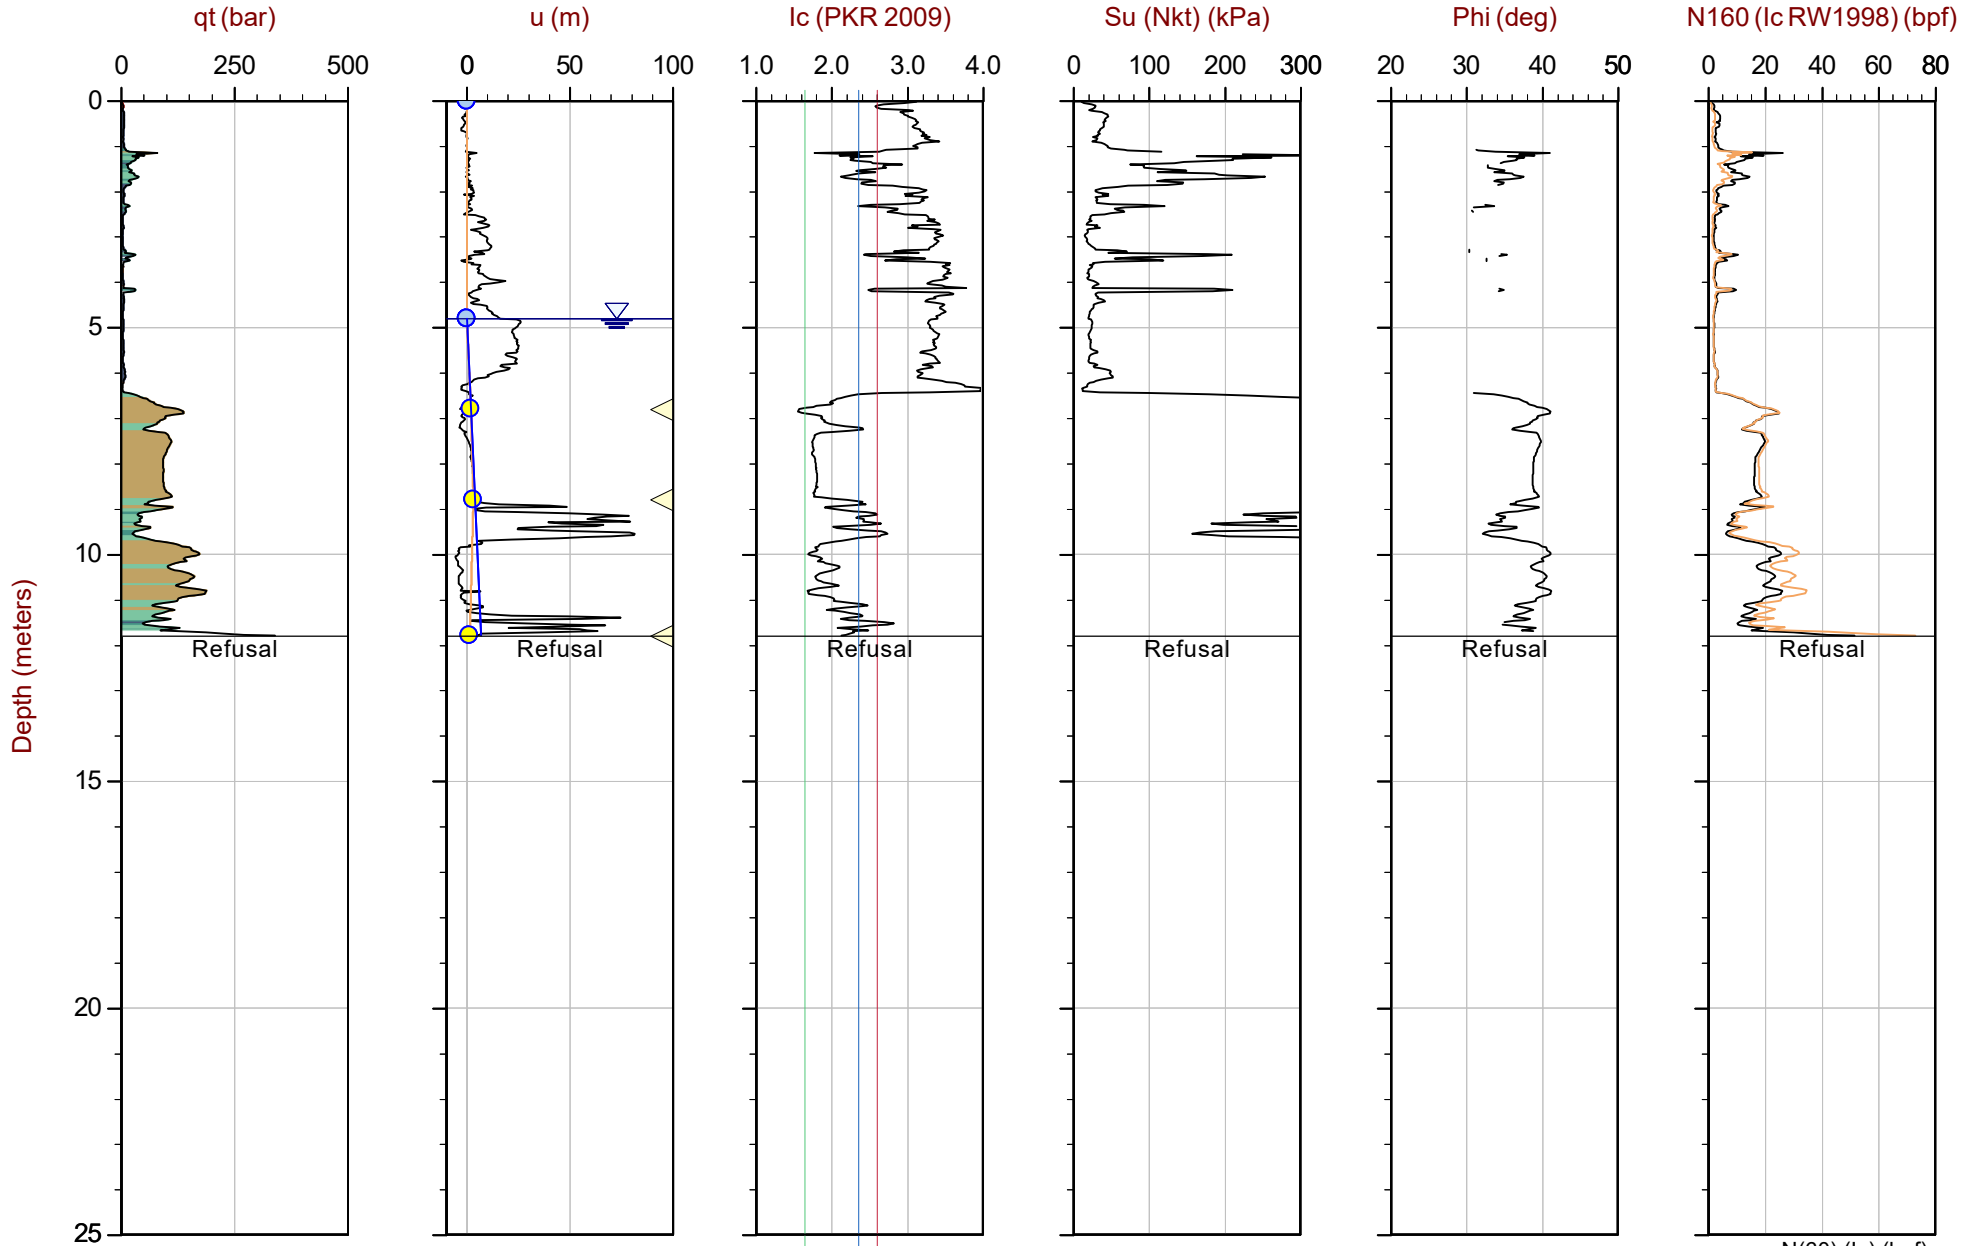 qt (bar) u (m) Ic (PKR 2009) Su (Nkt) (kPa) Phi (deg) N160 (Ic RW1998) (bpf)
0 250 500 0 50 100 1.0 2.0 3.0 4.0 0 100 200 300 20 30 40 50 0 20 40 60 80
0
5
10
Refusal Refusal Refusal Refusal Refusal Refusal
Depth (meters)
15
20
25